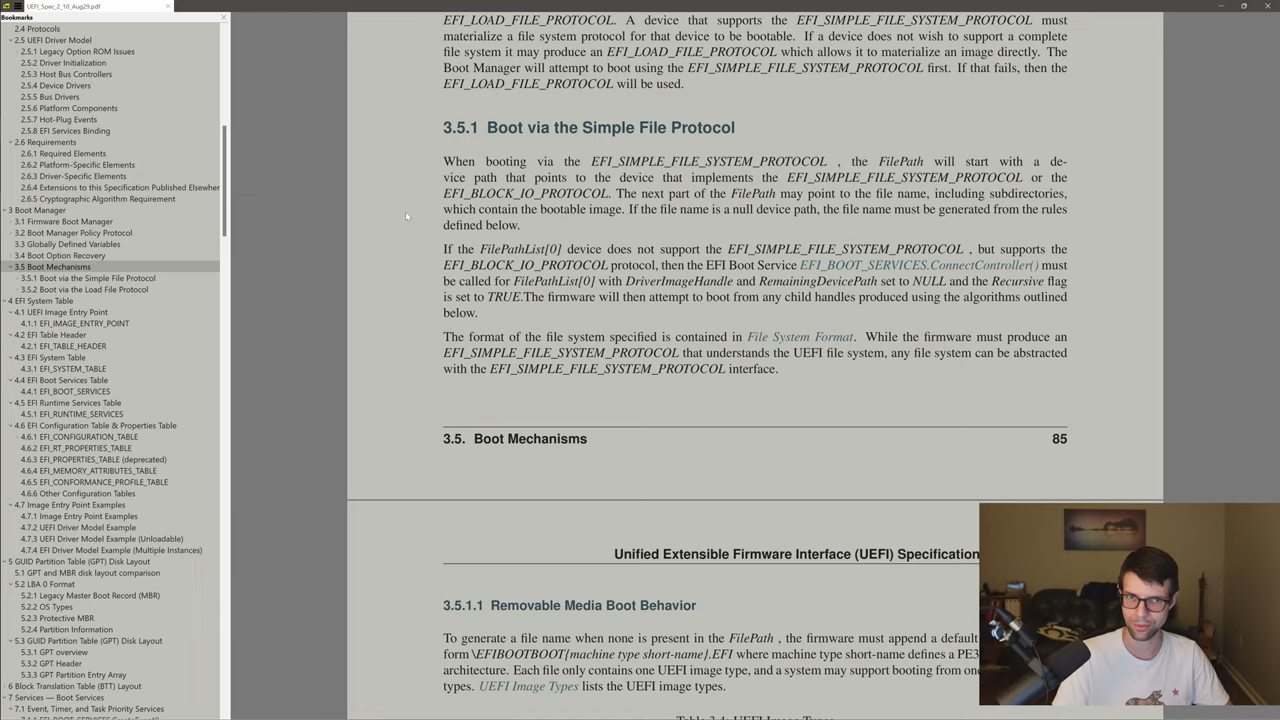 UEFI_Spec_2_10_Aug29.pdf
Bookmarks
2.4 Protocols
2.5 UEFI Driver Model
2.5.1 Legacy Option ROM Issues
2.5.2 Driver Initialization
2.5.3 Host Bus Controllers
2.5.4 Device Drivers
2.5.5 Bus Drivers
2.5.6 Platform Components
2.5.7 Hot-Plug Events
2.5.8 EFI Services Binding
2.6 Requirements
2.6.1 Required Elements
2.6.2 Platform-Specific Elements
2.6.3 Driver-Specific Elements
2.6.4 Extensions to this Specification Published Elsewher
2.6.5 Cryptographic Algorithm Requirement
3 Boot Manager
3.1 Firmware Boot Manager
3.2 Boot Manager Policy Protocol
3.3 Globally Defined Variables
3.4 Boot Option Recovery
3.5 Boot Mechanisms
3.5.1 Boot via the Simple File Protocol
3.5.2 Boot via the Load File Protocol
4 EFI System Table
4.1 UEFI Image Entry Point
4.1.1 EFI_IMAGE_ENTRY_POINT
4.2 EFI Table Header
4.2.1 EFI_TABLE_HEADER
4.3 EFI System Table
4.3.1 EFI_SYSTEM_TABLE
4.4 EFI Boot Services Table
4.4.1 EFI_BOOT_SERVICES
4.5 EFI Runtime Services Table
4.5.1 EFI_RUNTIME_SERVICES
4.6 EFI Configuration Table & Properties Table
4.6.1 EFI_CONFIGURATION_TABLE
4.6.2 EFI_RT_PROPERTIES_TABLE
4.6.3 EFI_PROPERTIES_TABLE (deprecated)
4.6.4 EFI_MEMORY_ATTRIBUTES_TABLE
4.6.5 EFI_CONFORMANCE_PROFILE_TABLE
4.6.6 Other Configuration Tables
4.7 Image Entry Point Examples
4.7.1 Image Entry Point Examples
4.7.2 UEFI Driver Model Example
4.7.3 UEFI Driver Model Example (Unloadable)
4.7.4 EFI Driver Model Example (Multiple Instances)
5 GUID Partition Table (GPT) Disk Layout
5.1 GPT and MBR disk layout comparison
5.2 LBA 0 Format
5.2.1 Legacy Master Boot Record (MBR)
5.2.2 OS Types
5.2.3 Protective MBR
5.2.4 Partition Information
5.3 GUID Partition Table (GPT) Disk Layout
5.3.1 GPT overview
5.3.2 GPT Header
5.3.3 GPT Partition Entry Array
6 Block Translation Table (BTT) Layout
7 Services — Boot Services
7.1 Event, Timer, and Task Priority Services
EFI_LOAD_FILE_PROTOCOL. A device that supports the EFI_SIMPLE_FILE_SYSTEM_PROTOCOL must
materialize a file system protocol for that device to be bootable. If a device does not wish to support a complete
file system it may produce an EFI_LOAD_FILE_PROTOCOL which allows it to materialize an image directly. The
Boot Manager will attempt to boot using the EFI_SIMPLE_FILE_SYSTEM_PROTOCOL first. If that fails, then the
EFI_LOAD_FILE_PROTOCOL will be used.
3.5.1 Boot via the Simple File Protocol
When booting via the EFI_SIMPLE_FILE_SYSTEM_PROTOCOL , the FilePath will start with a de-
vice path that points to the device that implements the EFI_SIMPLE_FILE_SYSTEM_PROTOCOL or the
EFI_BLOCK_IO_PROTOCOL. The next part of the FilePath may point to the file name, including subdirectories,
which contain the bootable image. If the file name is a null device path, the file name must be generated from the rules
defined below.
If the FilePathList[0] device does not support the EFI_SIMPLE_FILE_SYSTEM_PROTOCOL , but supports the
EFI_BLOCK_IO_PROTOCOL protocol, then the EFI Boot Service EFI_BOOT_SERVICES.ConnectController() must
be called for FilePathList[0] with DriverImageHandle and RemainingDevicePath set to NULL and the Recursive flag
is set to TRUE.The firmware will then attempt to boot from any child handles produced using the algorithms outlined
below.
The format of the file system specified is contained in File System Format. While the firmware must produce an
EFI_SIMPLE_FILE_SYSTEM_PROTOCOL that understands the UEFI file system, any file system can be abstracted
with the EFI_SIMPLE_FILE_SYSTEM_PROTOCOL interface.
3.5. Boot Mechanisms 85
Unified Extensible Firmware Interface (UEFI) Specification
3.5.1.1 Removable Media Boot Behavior
To generate a file name when none is present in the FilePath , the firmware must append a default
form \EFIBOOTBOOT{machine type short-name}.EFI where machine type short-name defines a PE3
architecture. Each file only contains one UEFI image type, and a system may support booting from one
types. UEFI Image Types lists the UEFI image types.